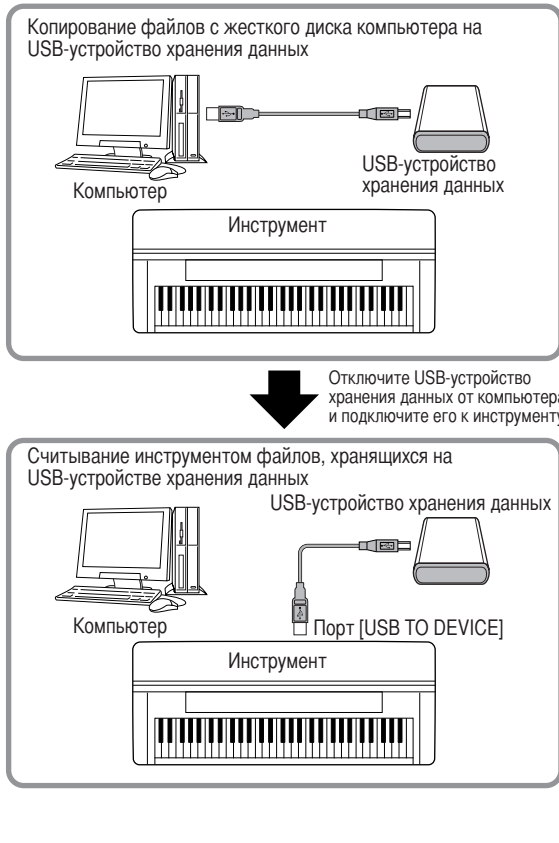 Копирование файлов с жесткого диска компьютера на
USB-устройство хранения данных
USB-устройство
хранения данных
Компьютер
Инструмент
Отключите USB-устройство
хранения данных от компьютера
и подключите его к инструменту
Считывание инструментом файлов, хранящихся на
USB-устройстве хранения данных
USB-устройство хранения данных
Компьютер
Порт [USB TO DEVICE]
Инструмент